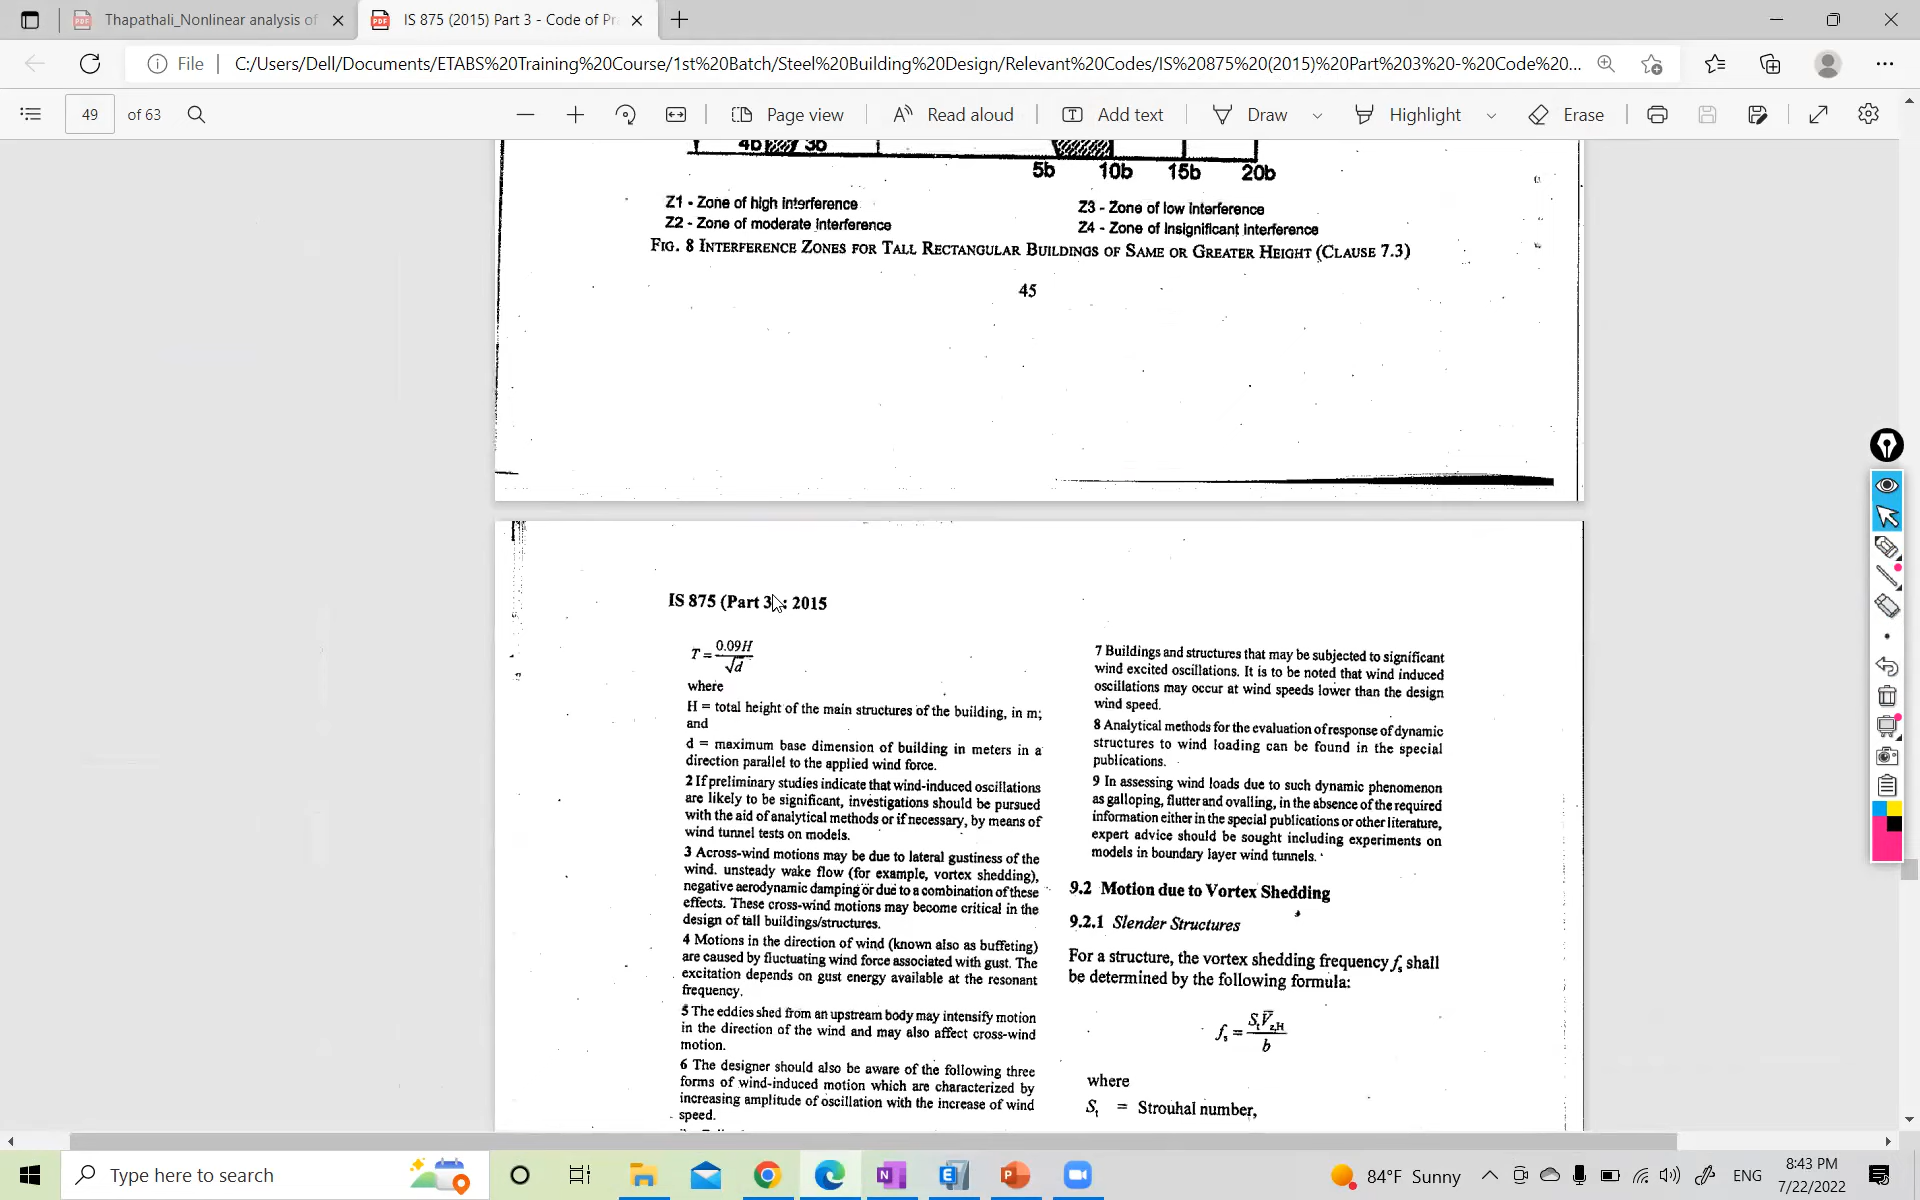 Thapathali_Nonlinear analysis of
IS 875 (2015) Part 3 - Code of Pr
File
C:/Users/Dell/Documents/ETABS%20Training%20Course/1st%20Batch/Steel%20Building%20Design/Relevant%20Codes/IS%20875%20(2015)%20Part%203%20-%20Code%20...
49 of 63
Page view
Read aloud
Add text
Draw
Highlight
Erase
4b 3b
5b 10b 15b 20b
Z1 - Zone of high interference
Z2 - Zone of moderate interference
Z3 - Zone of low interference
Z4 - Zone of insignificant interference
FIG. 8 INTERFERENCE ZONES FOR TALL RECTANGULAR BUILDINGS OF SAME OR GREATER HEIGHT (CLAUSE 7.3)
45
IS 875 (Part 3) : 2015
T = 0.09H / √d
where
H = total height of the main structures of the building, in m;
and
d = maximum base dimension of building in meters in a
direction parallel to the applied wind force.
2 If preliminary studies indicate that wind-induced oscillations
are likely to be significant, investigations should be pursued
with the aid of analytical methods or if necessary, by means of
wind tunnel tests on models.
3 Across-wind motions may be due to lateral gustiness of the
wind. unsteady wake flow (for example, vortex shedding),
negative aerodynamic damping or due to a combination of these
effects. These cross-wind motions may become critical in the
design of tall buildings/structures.
4 Motions in the direction of wind (known also as buffeting)
are caused by fluctuating wind force associated with gust. The
excitation depends on gust energy available at the resonant
frequency.
5 The eddies shed from an upstream body may intensify motion
in the direction of the wind and may also affect cross-wind
motion.
6 The designer should also be aware of the following three
forms of wind-induced motion which are characterized by
increasing amplitude of oscillation with the increase of wind
speed.
7 Buildings and structures that may be subjected to significant
wind excited oscillations. It is to be noted that wind induced
oscillations may occur at wind speeds lower than the design
wind speed.
8 Analytical methods for the evaluation of response of dynamic
structures to wind loading can be found in the special
publications.
9 In assessing wind loads due to such dynamic phenomenon
as galloping, flutter and ovalling, in the absence of the required
information either in the special publications or other literature,
expert advice should be sought including experiments on
models in boundary layer wind tunnels.
9.2 Motion due to Vortex Shedding
9.2.1 Slender Structures
For a structure, the vortex shedding frequency fs shall
be determined by the following formula:
fs = St V̄z,H / b
where
St = Strouhal number,
Type here to search
84°F Sunny
ENG
8:43 PM
7/22/2022